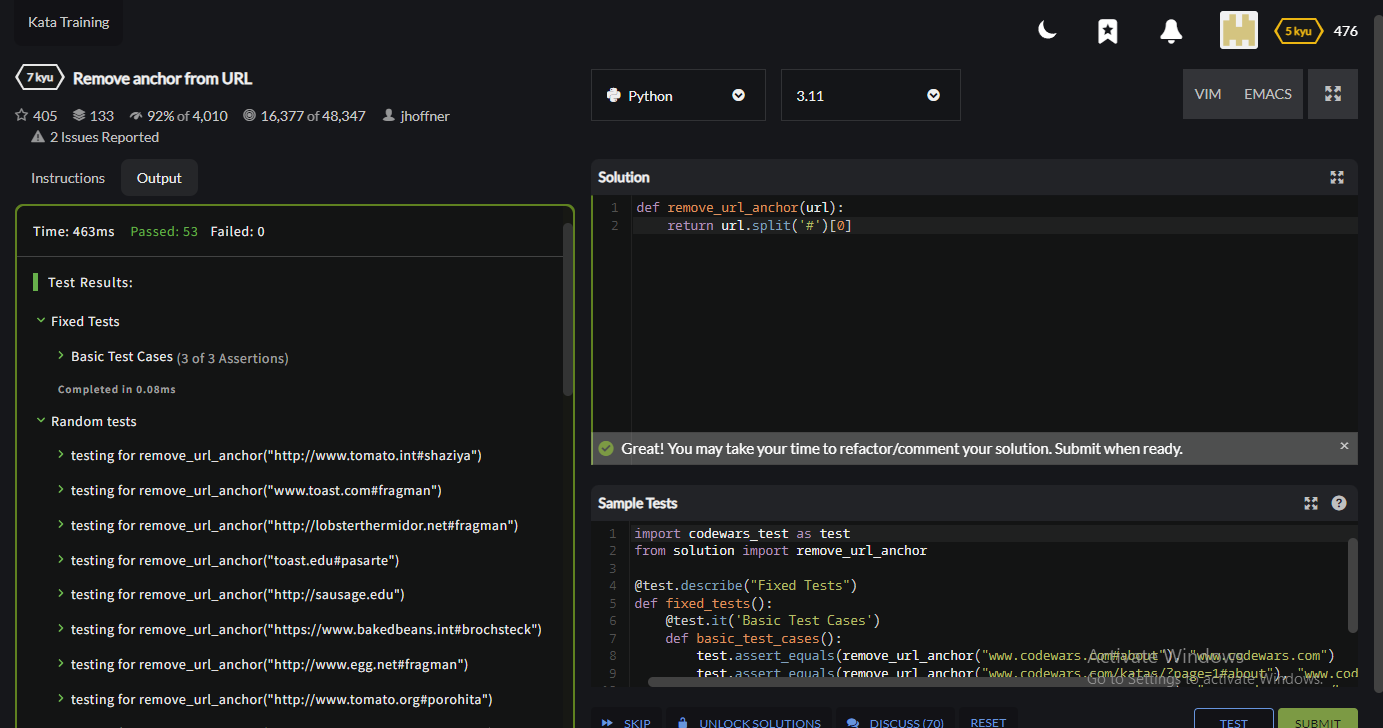 Kata Training
5 kyu 476
7 kyu Remove anchor from URL
405 133 92% of 4,010 16,377 of 48,347 jhoffner
2 Issues Reported
Python 3.11 VIM EMACS
Instructions Output
Time: 463ms Passed: 53 Failed: 0
Test Results:
Fixed Tests
Basic Test Cases (3 of 3 Assertions)
Completed in 0.08ms
Random tests
testing for remove_url_anchor("http://www.tomato.int#shaziya")
testing for remove_url_anchor("www.toast.com#fragman")
testing for remove_url_anchor("http://lobsterthermidor.net#fragman")
testing for remove_url_anchor("toast.edu#pasarte")
testing for remove_url_anchor("http://sausage.edu")
testing for remove_url_anchor("https://www.bakedbeans.int#brochsteck")
testing for remove_url_anchor("http://www.egg.net#fragman")
testing for remove_url_anchor("http://www.tomato.org#porohita")
Solution
1 def remove_url_anchor(url):
2 return url.split('#')[0]
Great! You may take your time to refactor/comment your solution. Submit when ready. ×
Sample Tests ?
1 import codewars_test as test
2 from solution import remove_url_anchor
3
4 @test.describe("Fixed Tests")
5 def fixed_tests():
6 @test.it('Basic Test Cases')
7 def basic_test_cases():
8 test.assert_equals(remove_url_anchor("www.codewars.com#about"), "www.codewars.com")
9 test.assert_equals(remove_url_anchor("www.codewars.com/katas/?page=1#about"), "www.cod
Activate Windows
Go to Settings to activate Windows.
SKIP UNLOCK SOLUTIONS DISCUSS (70) RESET TEST SUBMIT